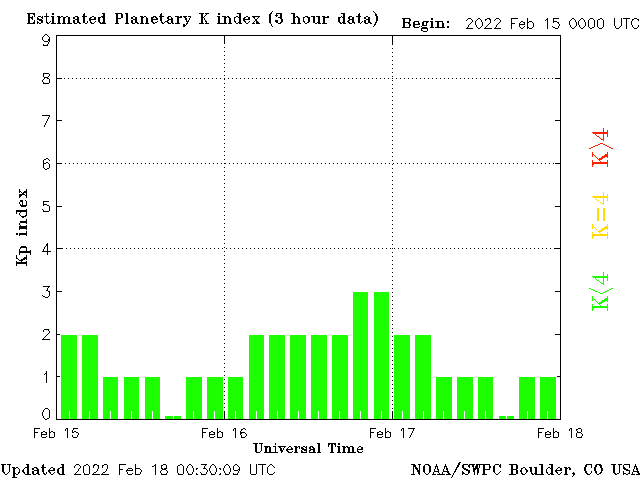 Estimated Planetary K index (3 hour data) Begin: 2022 Feb 15 0000 UTC
9
8
7
6
5
4
3
2
1
0
Kp index
K>4
K=4
K<4
Feb 15 Feb 16 Feb 17 Feb 18
Universal Time
Updated 2022 Feb 18 00:30:09 UTC NOAA/SWPC Boulder, CO USA